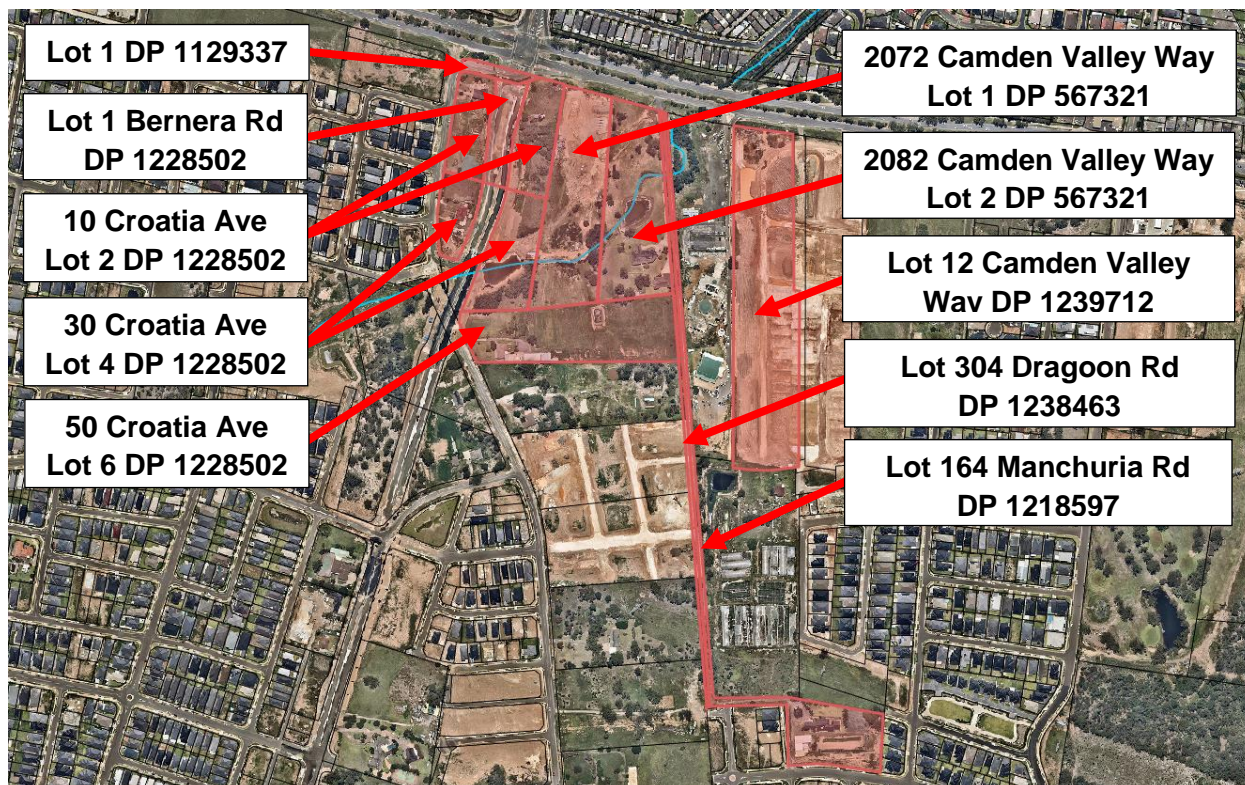 Lot 1 DP 1129337
Lot 1 Bernera Rd
DP 1228502
10 Croatia Ave
Lot 2 DP 1228502
30 Croatia Ave
Lot 4 DP 1228502
50 Croatia Ave
Lot 6 DP 1228502
2072 Camden Valley Way
Lot 1 DP 567321
2082 Camden Valley Way
Lot 2 DP 567321
Lot 12 Camden Valley
Wav DP 1239712
Lot 304 Dragoon Rd
DP 1238463
Lot 164 Manchuria Rd
DP 1218597